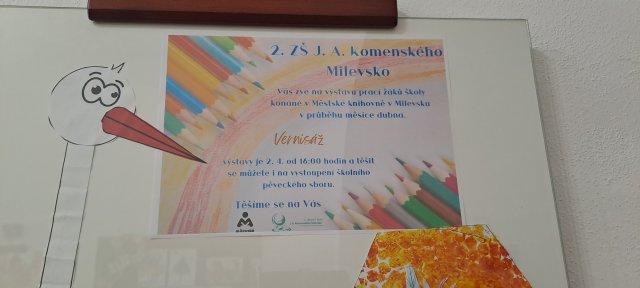 2. ZŠ J. A. Komenského
Milevsko
Vás zve na výstavu prací žáků školy
konané v Městské knihovně v Milevsku
v průběhu měsíce dubna.
Vernisáž
výstavy je 2. 4. od 16:00 hodin a těšit
se můžete i na vystoupení školního
pěveckého sboru.
Těšíme se na Vás